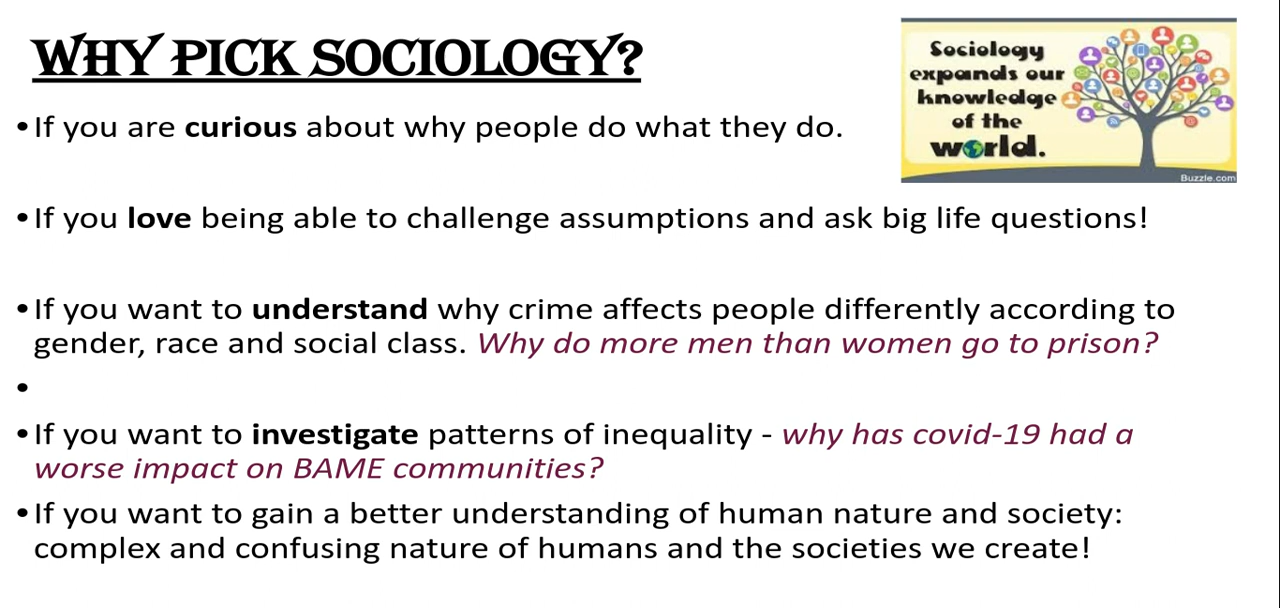 WHY PICK SOCIOLOGY?
Sociology
expands our
knowledge
of the
world.
Buzzle.com
•If you are curious about why people do what they do.
•If you love being able to challenge assumptions and ask big life questions!
•If you want to understand why crime affects people differently according to
gender, race and social class. Why do more men than women go to prison?
•
•If you want to investigate patterns of inequality - why has covid-19 had a
worse impact on BAME communities?
•If you want to gain a better understanding of human nature and society:
complex and confusing nature of humans and the societies we create!